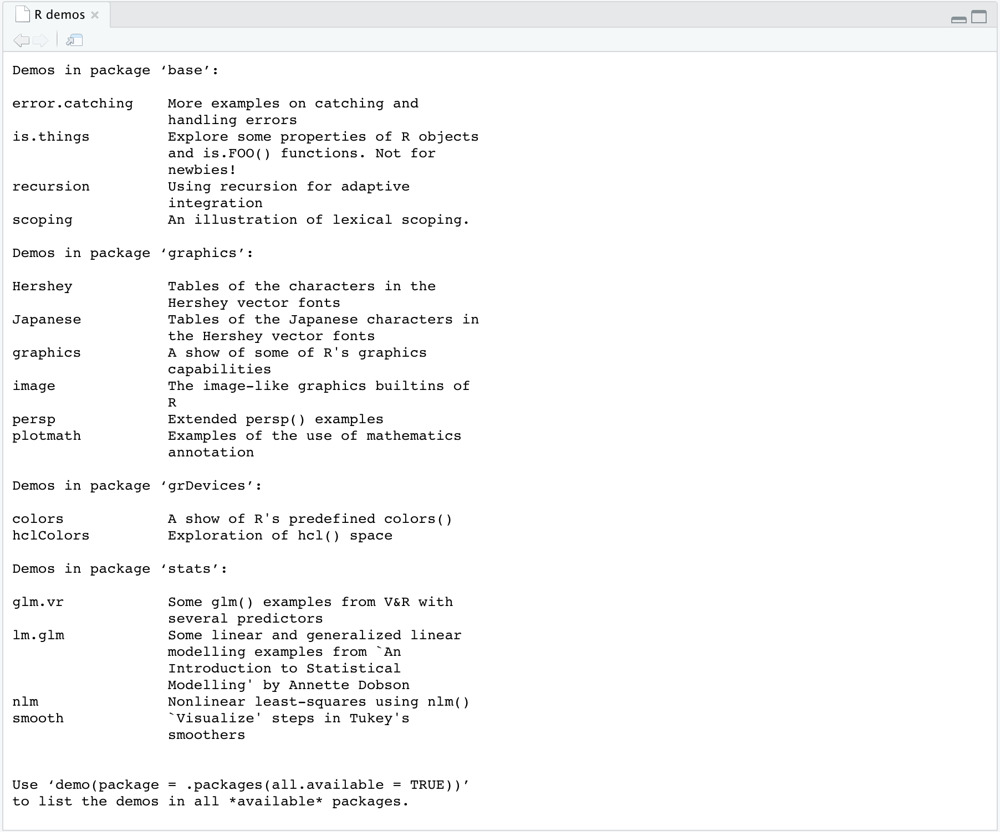 R demos
Demos in package ‘base’:
error.catching    More examples on catching and
                  handling errors
is.things         Explore some properties of R objects
                  and is.FOO() functions. Not for
                  newbies!
recursion         Using recursion for adaptive
                  integration
scoping           An illustration of lexical scoping.
Demos in package ‘graphics’:
Hershey           Tables of the characters in the
                  Hershey vector fonts
Japanese          Tables of the Japanese characters in
                  the Hershey vector fonts
graphics          A show of some of R's graphics
                  capabilities
image             The image-like graphics builtins of
                  R
persp             Extended persp() examples
plotmath          Examples of the use of mathematics
                  annotation
Demos in package ‘grDevices’:
colors            A show of R's predefined colors()
hclColors         Exploration of hcl() space
Demos in package ‘stats’:
glm.vr            Some glm() examples from V&R with
                  several predictors
lm.glm            Some linear and generalized linear
                  modelling examples from `An
                  Introduction to Statistical
                  Modelling' by Annette Dobson
nlm               Nonlinear least-squares using nlm()
smooth            `Visualize' steps in Tukey's
                  smoothers
Use ‘demo(package = .packages(all.available = TRUE))’
to list the demos in all *available* packages.